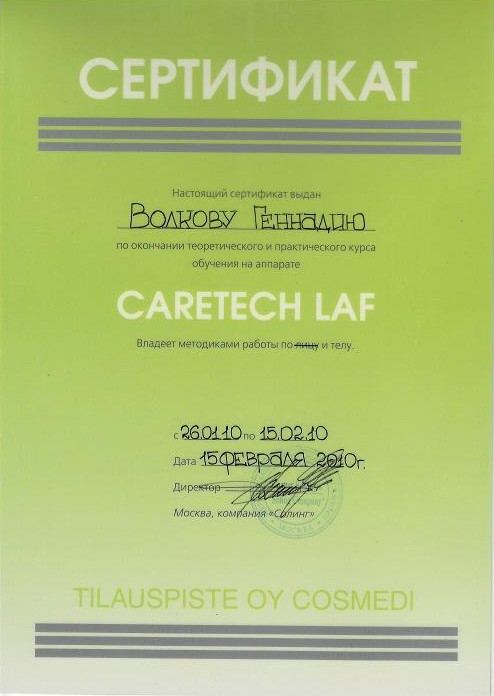 СЕРТИФИКАТ
Настоящий сертификат выдан
Волкову Геннадию
по окончании теоретического и практического курса
обучения на аппарате
CARETECH LAF
Владеет методиками работы по лицу и телу.
с 26.01.10 по 15.02.10
Дата 15 февраля 2010 г.
Директор
Москва, компания «Солинг»
МОСКВА
TILAUSPISTE OY COSMEDI